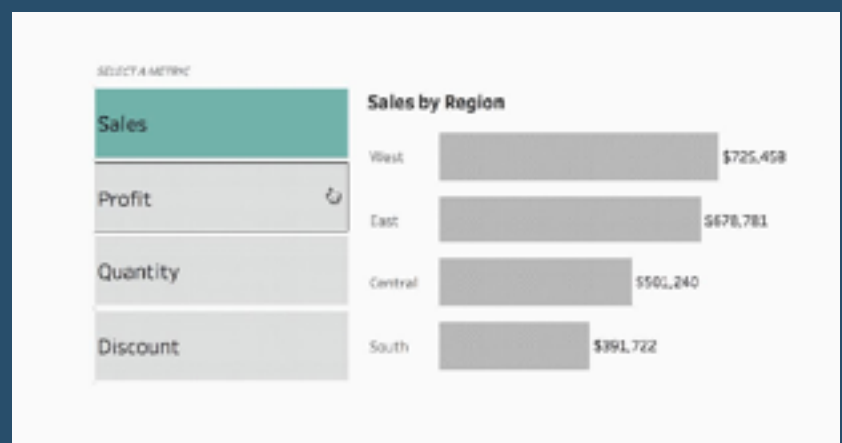 SELECT A METRIC
Sales
Profit
Quantity
Discount
Sales by Region
West $725,458
East $678,781
Central $501,240
South $391,722